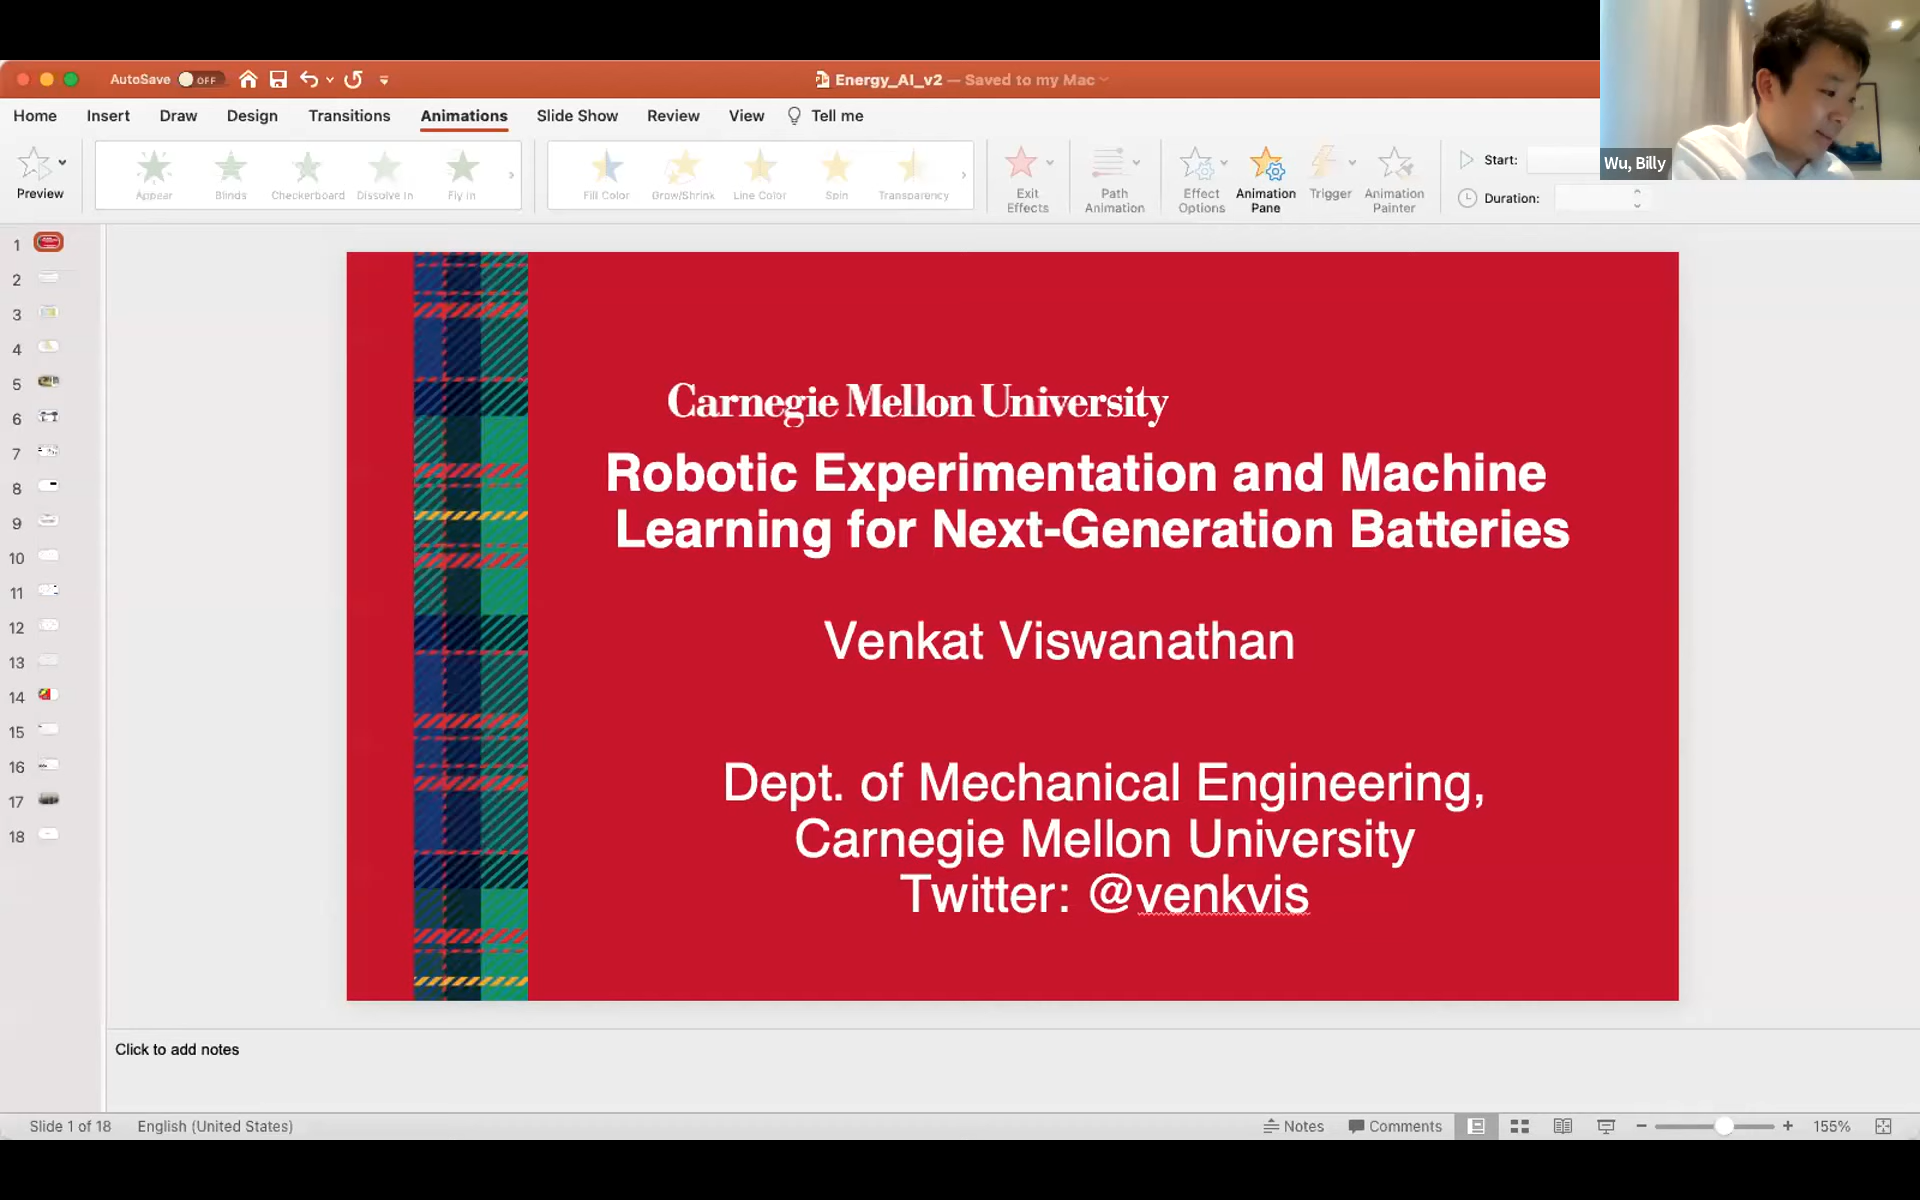 AutoSave OFF
Energy_AI_v2 — Saved to my Mac
Home Insert Draw Design Transitions Animations Slide Show Review View Tell me
Preview
Appear Blinds Checkerboard Dissolve In Fly In
Fill Color Grow/Shrink Line Color Spin Transparency
Exit Effects
Path Animation
Effect Options
Animation Pane
Trigger
Animation Painter
Start:
Duration:
Wu, Billy
1
2
3
4
5
6
7
8
9
10
11
12
13
14
15
16
17
18
Carnegie Mellon University
Robotic Experimentation and Machine
Learning for Next-Generation Batteries
Venkat Viswanathan
Dept. of Mechanical Engineering,
Carnegie Mellon University
Twitter: @venkvis
Click to add notes
Slide 1 of 18 English (United States) Notes Comments 155%